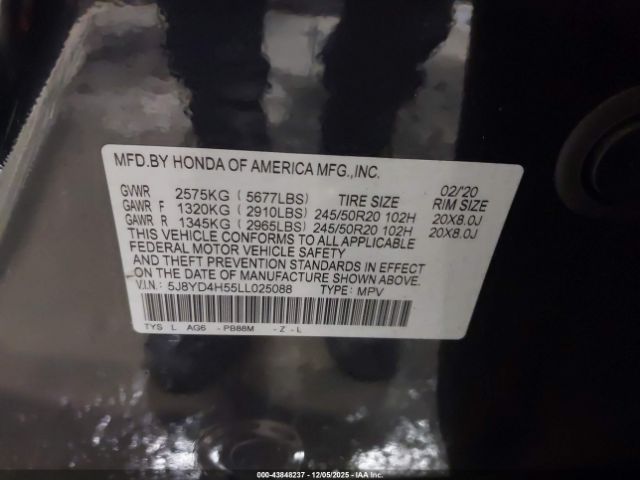 MFD.BY HONDA OF AMERICA MFG.,INC.
02/'20
GVWR 2575KG ( 5677LBS) TIRE SIZE RIM SIZE
GAWR F 1320KG ( 2910LBS) 245/50R20 102H 20X8.0J
GAWR R 1345KG ( 2965LBS) 245/50R20 102H 20X8.0J
THIS VEHICLE CONFORMS TO ALL APPLICABLE
FEDERAL MOTOR VEHICLE SAFETY
AND THEFT PREVENTION STANDARDS IN EFFECT
ON THE DATE OF MANUFACTURE SHOWN ABOVE.
V.I.N.: 5J8YD4H55LL025088 TYPE: MPV
TYS L AG6 -PB88M -Z -L
© IAA 00-43848237 - 12/05/2025 - IAAI.COM